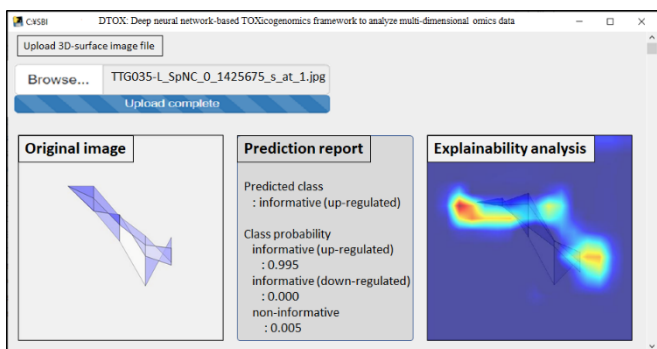 C:¥SBI
DTOX: Deep neural network-based TOXicogenomics framework to analyze multi-dimensional omics data
Upload 3D-surface image file
Browse...
TTG035-L_SpNC_0_1425675_s_at_1.jpg
Upload complete
Original image
Prediction report
Predicted class
: informative (up-regulated)
Class probability
informative (up-regulated)
: 0.995
informative (down-regulated)
: 0.000
non-informative
: 0.005
Explainability analysis